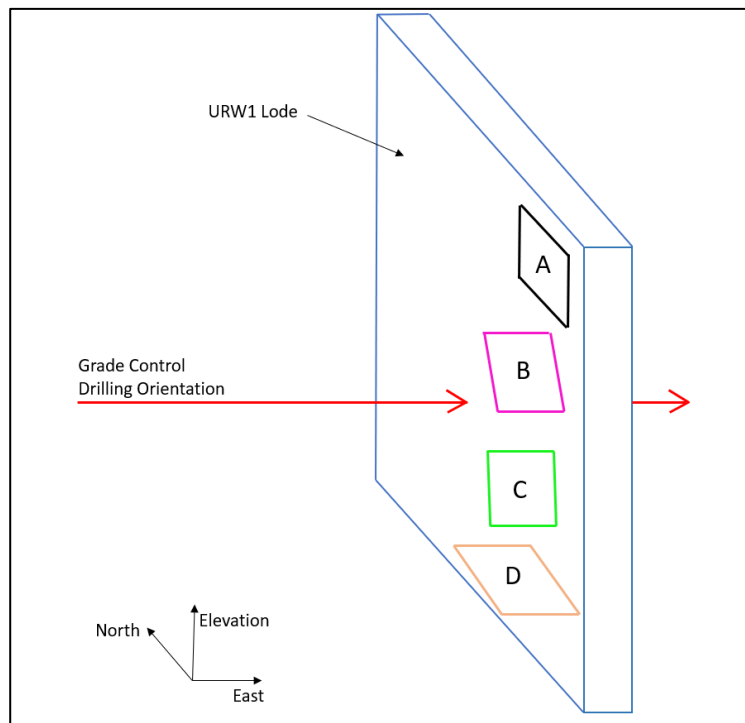 URW1 Lode
A
B
Grade Control
Drilling Orientation
C
D
Elevation
North
East